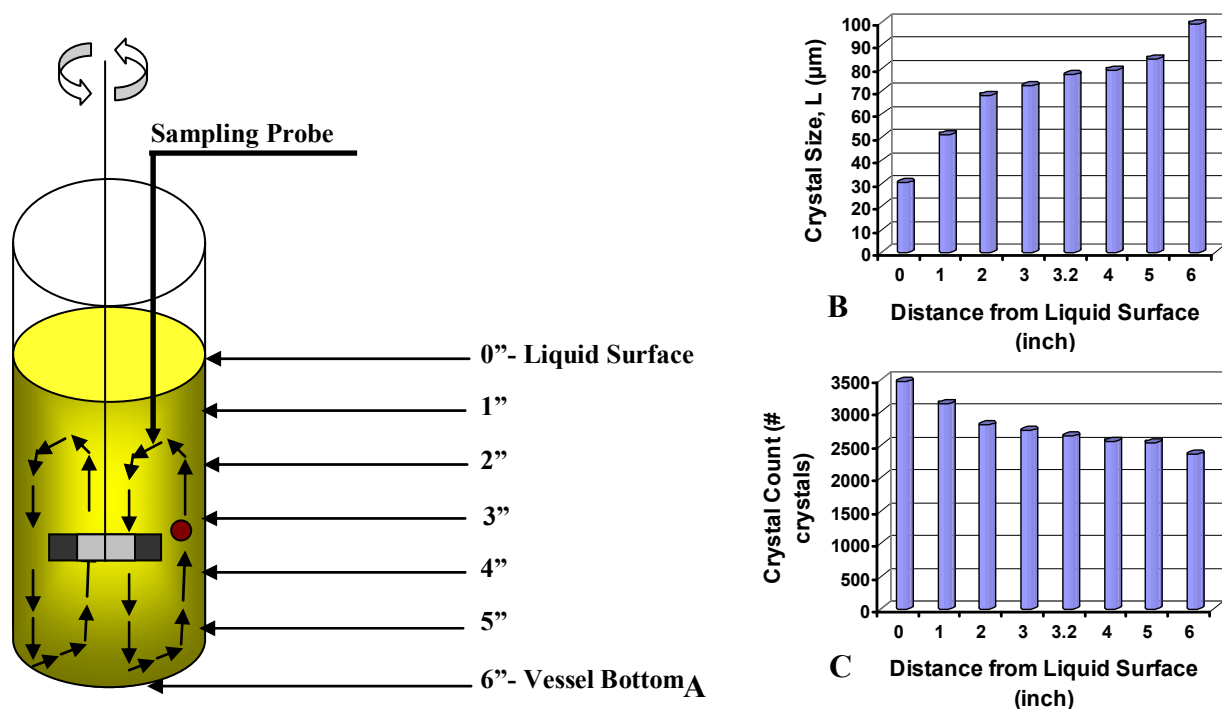 Sampling Probe
0”- Liquid Surface
1”
2”
3”
4”
5”
6”- Vessel Bottom
A
Crystal Size, L (µm)
100
90
80
70
60
50
40
30
20
10
0
0 1 2 3 3.2 4 5 6
B
Distance from Liquid Surface
(inch)
Crystal Count (#
crystals)
3500
3000
2500
2000
1500
1000
500
0
0 1 2 3 3.2 4 5 6
C
Distance from Liquid Surface
(inch)